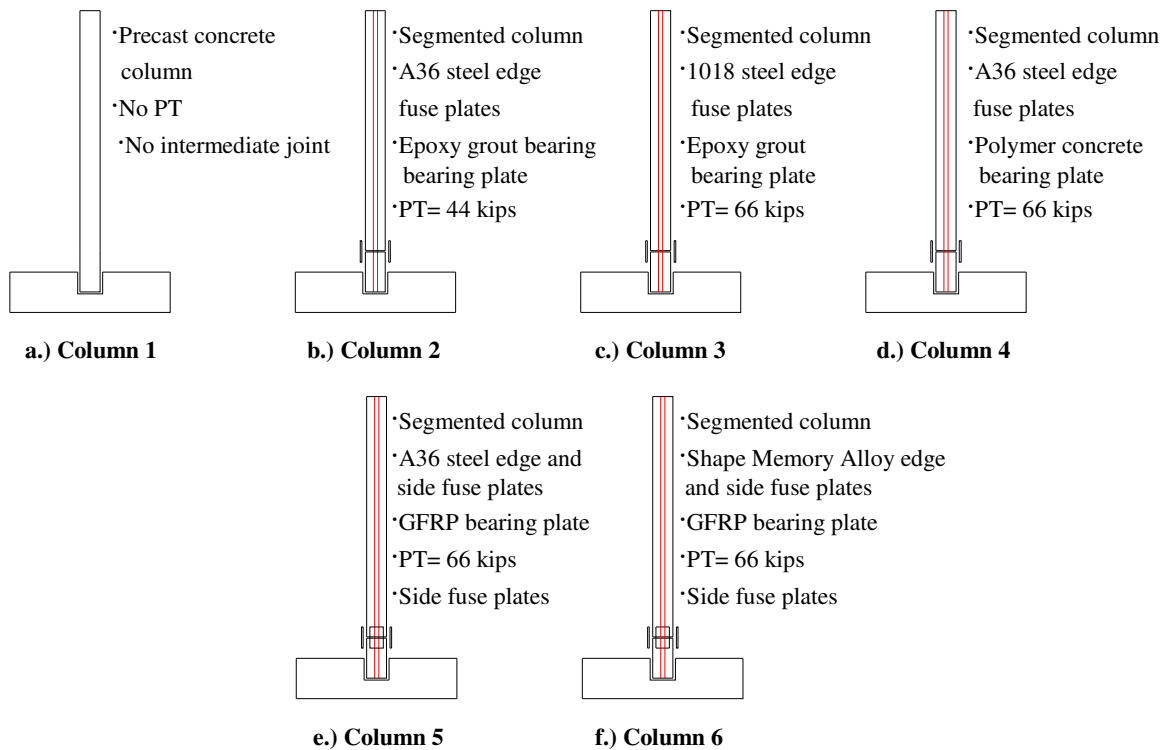 ·Precast concrete
column
·No PT
·No intermediate joint
a.) Column 1
·Segmented column
·A36 steel edge
fuse plates
·Epoxy grout bearing
bearing plate
·PT= 44 kips
b.) Column 2
·Segmented column
·1018 steel edge
fuse plates
·Epoxy grout
bearing plate
·PT= 66 kips
c.) Column 3
·Segmented column
·A36 steel edge
fuse plates
·Polymer concrete
bearing plate
·PT= 66 kips
d.) Column 4
·Segmented column
·A36 steel edge and
side fuse plates
·GFRP bearing plate
·PT= 66 kips
·Side fuse plates
e.) Column 5
·Segmented column
·Shape Memory Alloy edge
and side fuse plates
·GFRP bearing plate
·PT= 66 kips
·Side fuse plates
f.) Column 6